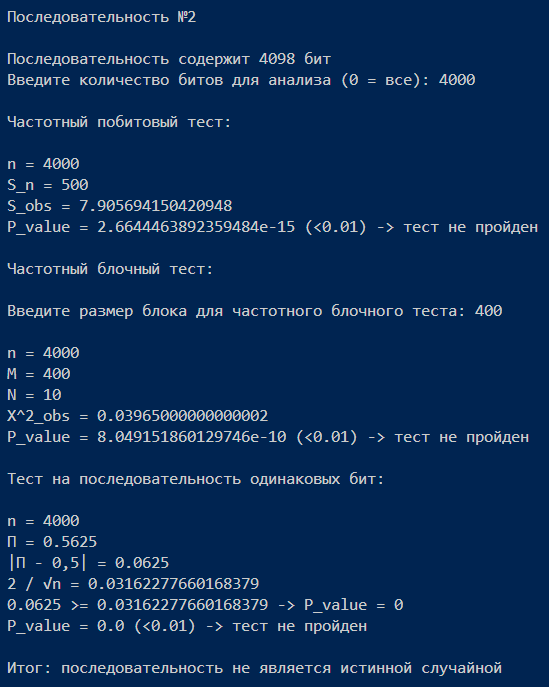 Последовательность №2
Последовательность содержит 4098 бит
Введите количество битов для анализа (0 = все): 4000
Частотный побитовый тест:
n = 4000
S_n = 500
S_obs = 7.905694150420948
P_value = 2.6644463892359484e-15 (<0.01) -> тест не пройден
Частотный блочный тест:
Введите размер блока для частотного блочного теста: 400
n = 4000
M = 400
N = 10
X^2_obs = 0.03965000000000002
P_value = 8.049151860129746e-10 (<0.01) -> тест не пройден
Тест на последовательность одинаковых бит:
n = 4000
П = 0.5625
|П - 0,5| = 0.0625
2 / √n = 0.03162277660168379
0.0625 >= 0.03162277660168379 -> P_value = 0
P_value = 0.0 (<0.01) -> тест не пройден
Итог: последовательность не является истинной случайной